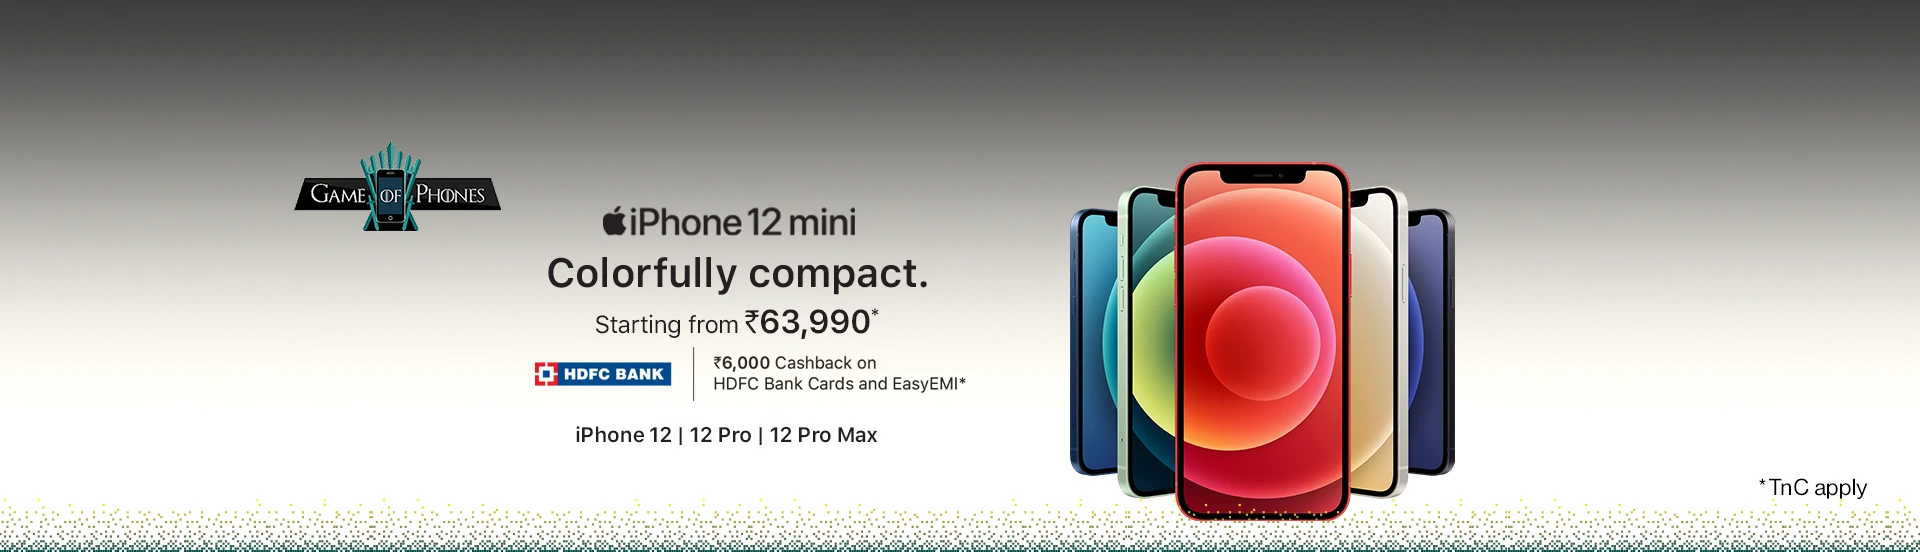 GAME OF PHONES
iPhone 12 mini
Colorfully compact.
Starting from ₹63,990*
HDFC BANK
₹6,000 Cashback on
HDFC Bank Cards and EasyEMI*
iPhone 12 | 12 Pro | 12 Pro Max
*TnC apply